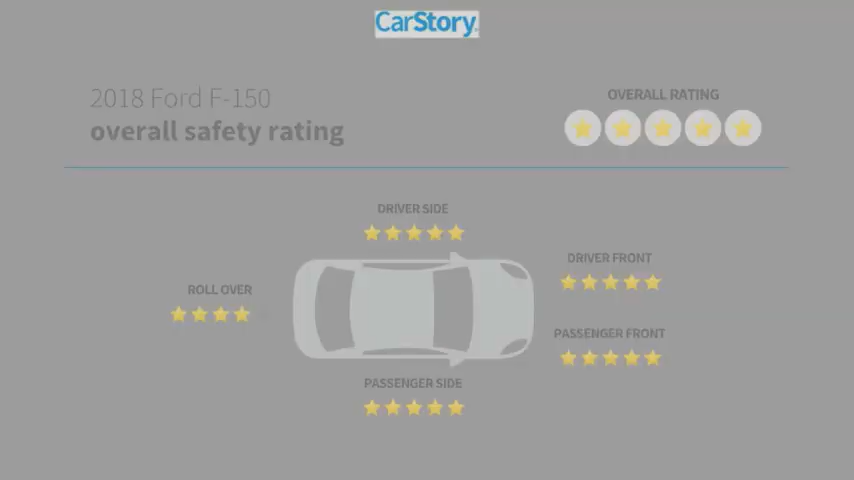 CarStory
2018 Ford F-150
overall safety rating
OVERALL RATING
DRIVER SIDE
DRIVER FRONT
ROLL OVER
PASSENGER FRONT
PASSENGER SIDE